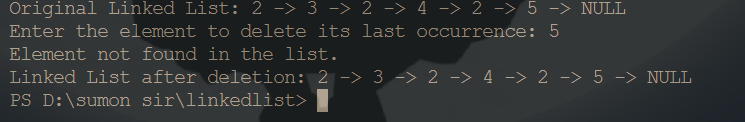 Original Linked List: 2 -> 3 -> 2 -> 4 -> 2 -> 5 -> NULL
Enter the element to delete its last occurrence: 5
Element not found in the list.
Linked List after deletion: 2 -> 3 -> 2 -> 4 -> 2 -> 5 -> NULL
PS D:\sumon sir\linkedlist>